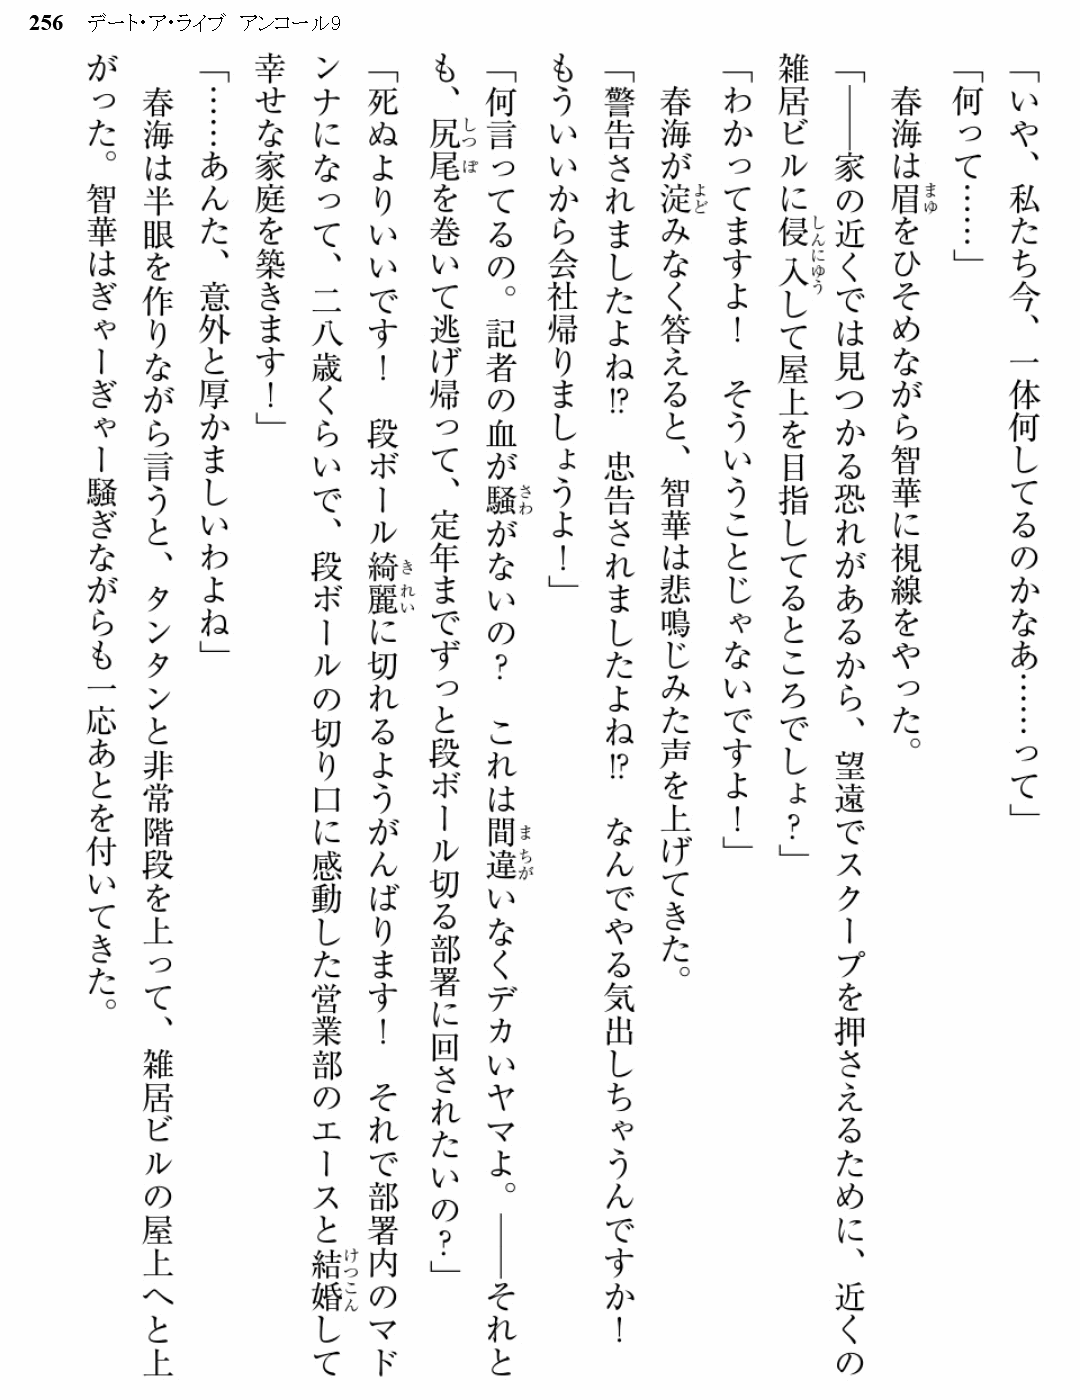 256 デート・ア・ライブ アンコール9
「いや、私たち今、一体何してるのかなあ……って」
「何って……」
　春海は眉をひそめながら智華に視線をやった。
「――家の近くでは見つかる恐れがあるから、望遠でスクープを押さえるために、近くの
雑居ビルに侵入して屋上を目指してるところでしょ?」
「わかってますよ!　そういうことじゃないですよ!」
　春海が淀みなく答えると、智華は悲鳴じみた声を上げてきた。
「警告されましたよね!?　忠告されましたよね!?　なんでやる気出しちゃうんですか!
もういいから会社帰りましょうよ!」
「何言ってるの。記者の血が騒がないの?　これは間違いなくデカいヤマよ。――それと
も、尻尾を巻いて逃げ帰って、定年までずっと段ボール切る部署に回されたいの?」
「死ぬよりいいです!　段ボール綺麗に切れるようがんばります!　それで部署内のマド
ンナになって、二八歳くらいで、段ボールの切り口に感動した営業部のエースと結婚して
幸せな家庭を築きます!」
「……あんた、意外と厚かましいわよね」
　春海は半眼を作りながら言うと、タンタンと非常階段を上って、雑居ビルの屋上へと上
がった。智華はぎゃーぎゃー騒ぎながらも一応あとを付いてきた。